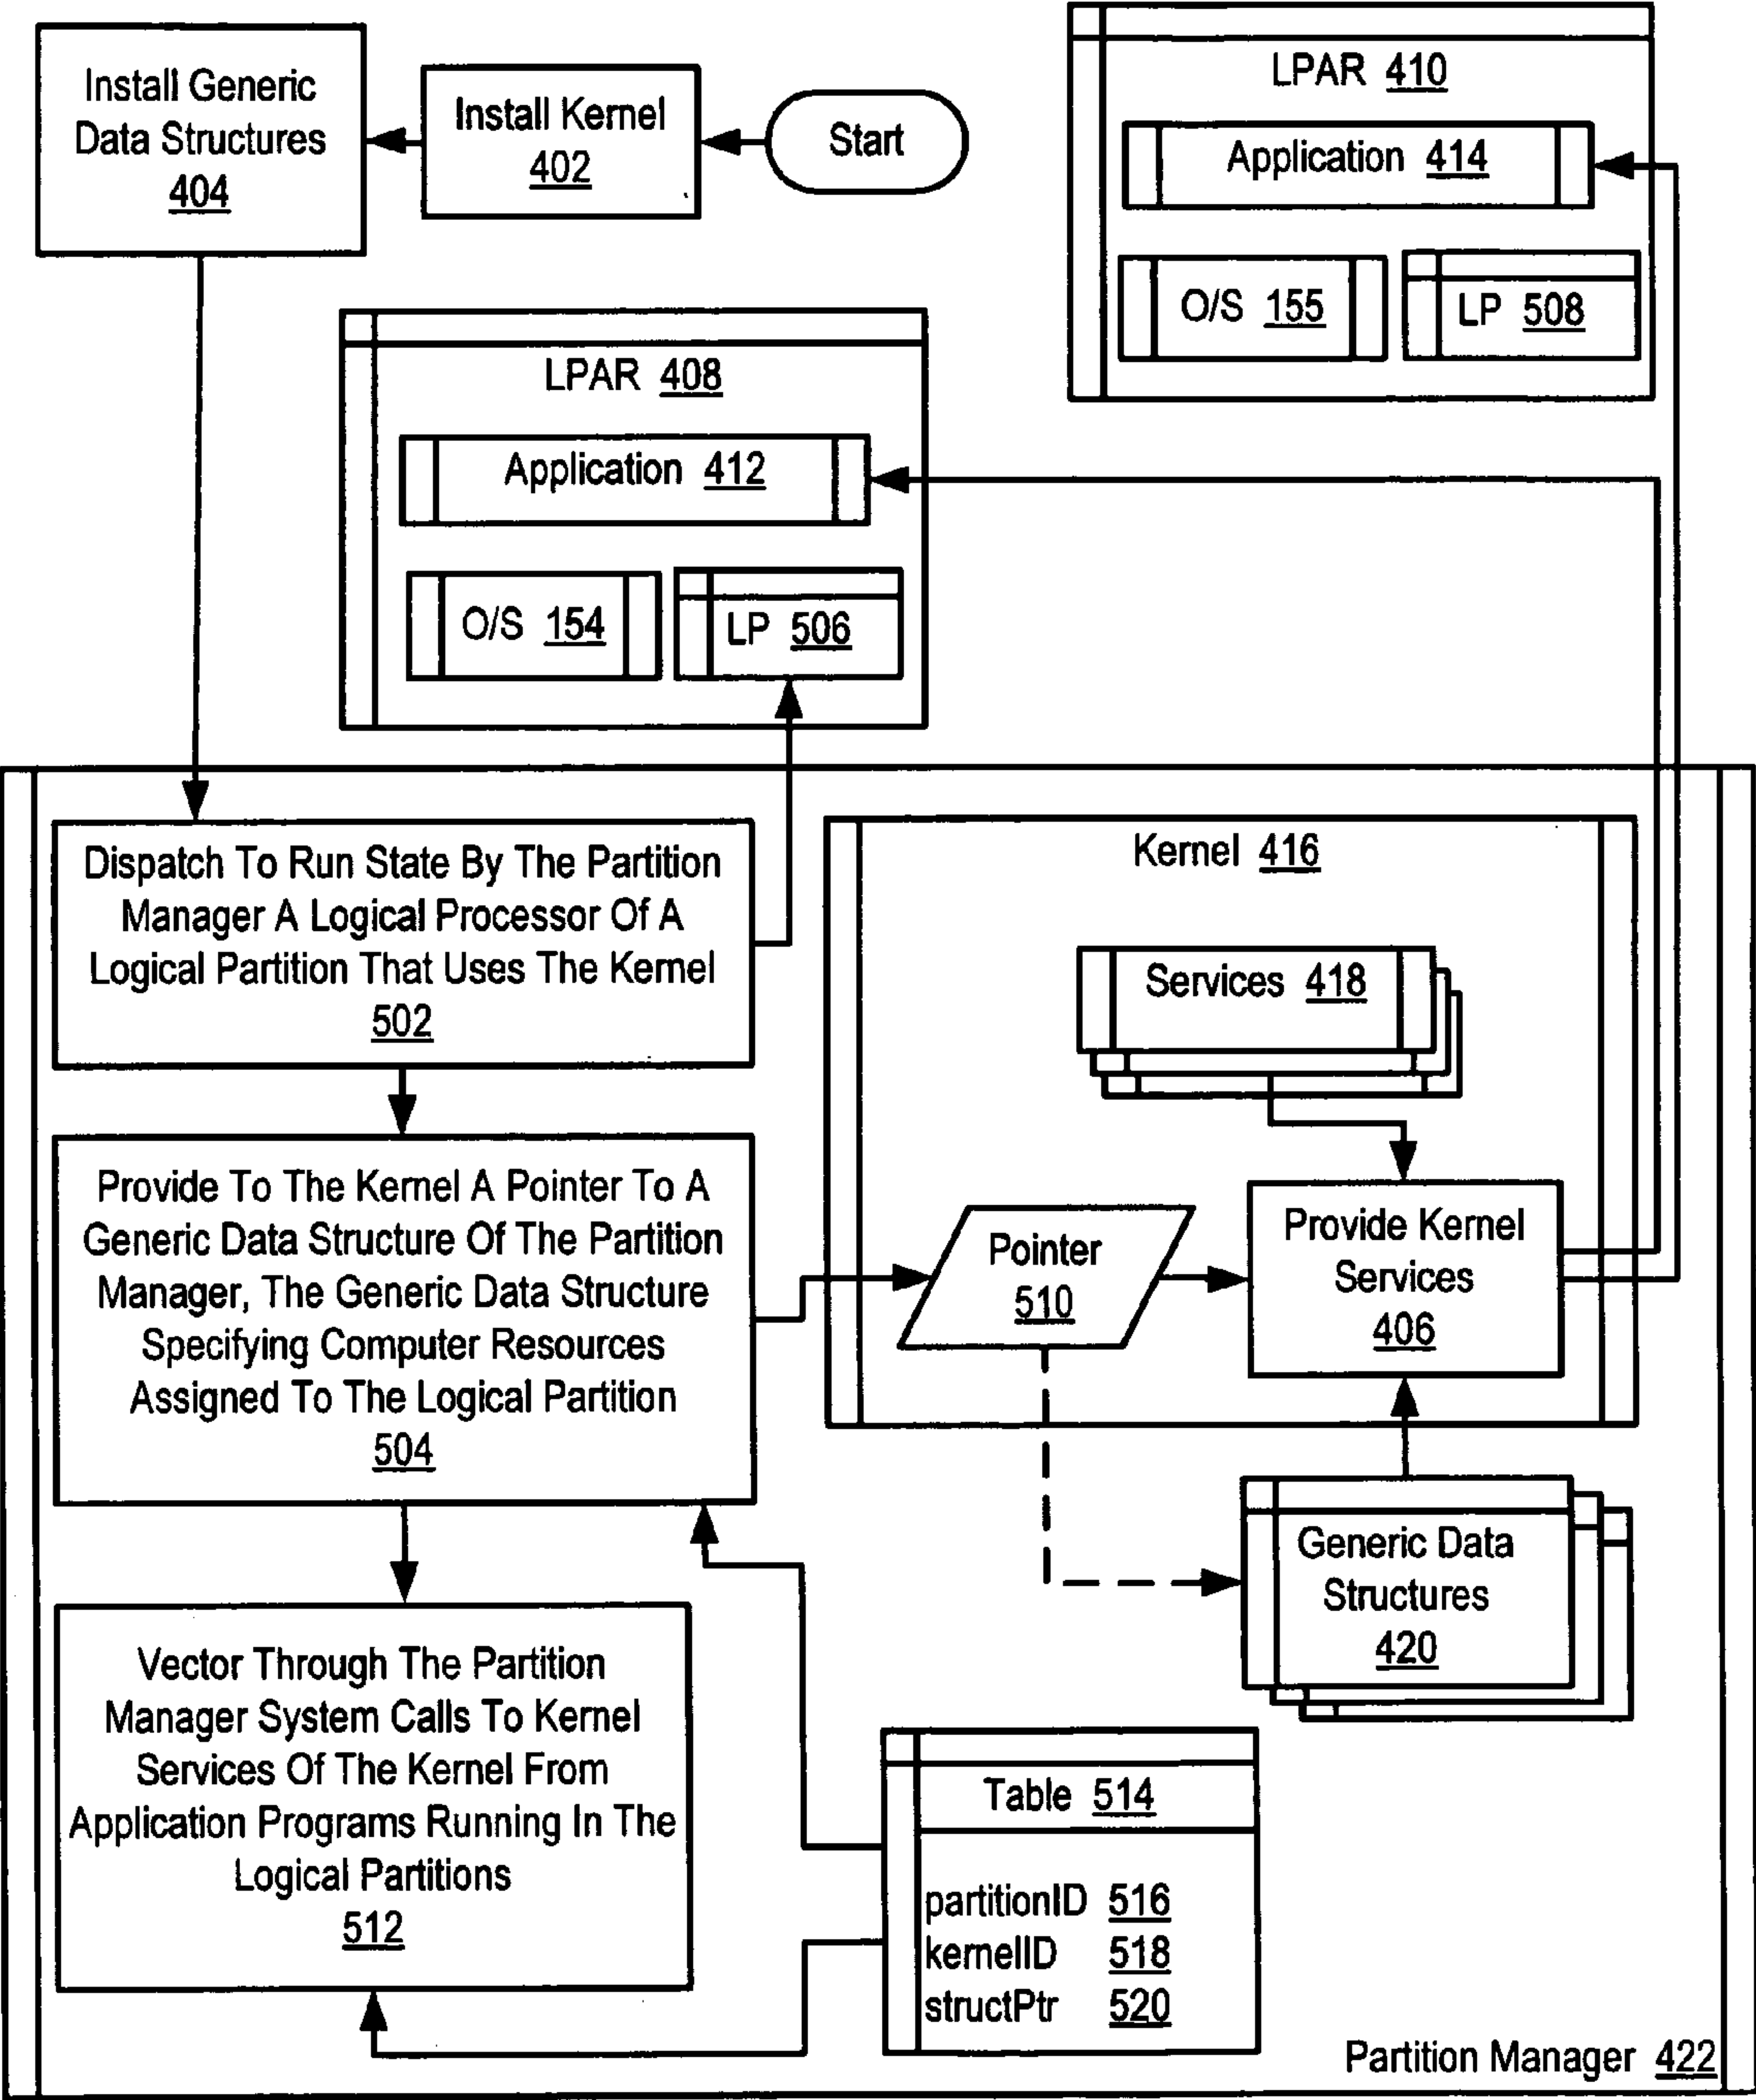 Install Generic
Data Structures
404
Install Kernel
402
Start
LPAR 410
Application 414
O/S 155
LP 508
LPAR 408
Application 412
O/S 154
LP 506
Dispatch To Run State By The Partition
Manager A Logical Processor Of A
Logical Partition That Uses The Kernel
502
Provide To The Kernel A Pointer To A
Generic Data Structure Of The Partition
Manager, The Generic Data Structure
Specifying Computer Resources
Assigned To The Logical Partition
504
Vector Through The Partition
Manager System Calls To Kernel
Services Of The Kernel From
Application Programs Running In The
Logical Partitions
512
Kernel 416
Services 418
Pointer
510
Provide Kernel
Services
406
Generic Data
Structures
420
Table 514
partitionID 516
kernelID 518
structPtr 520
Partition Manager 422